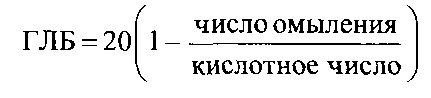 ГЛБ = 20(1 − число омыления / кислотное число)